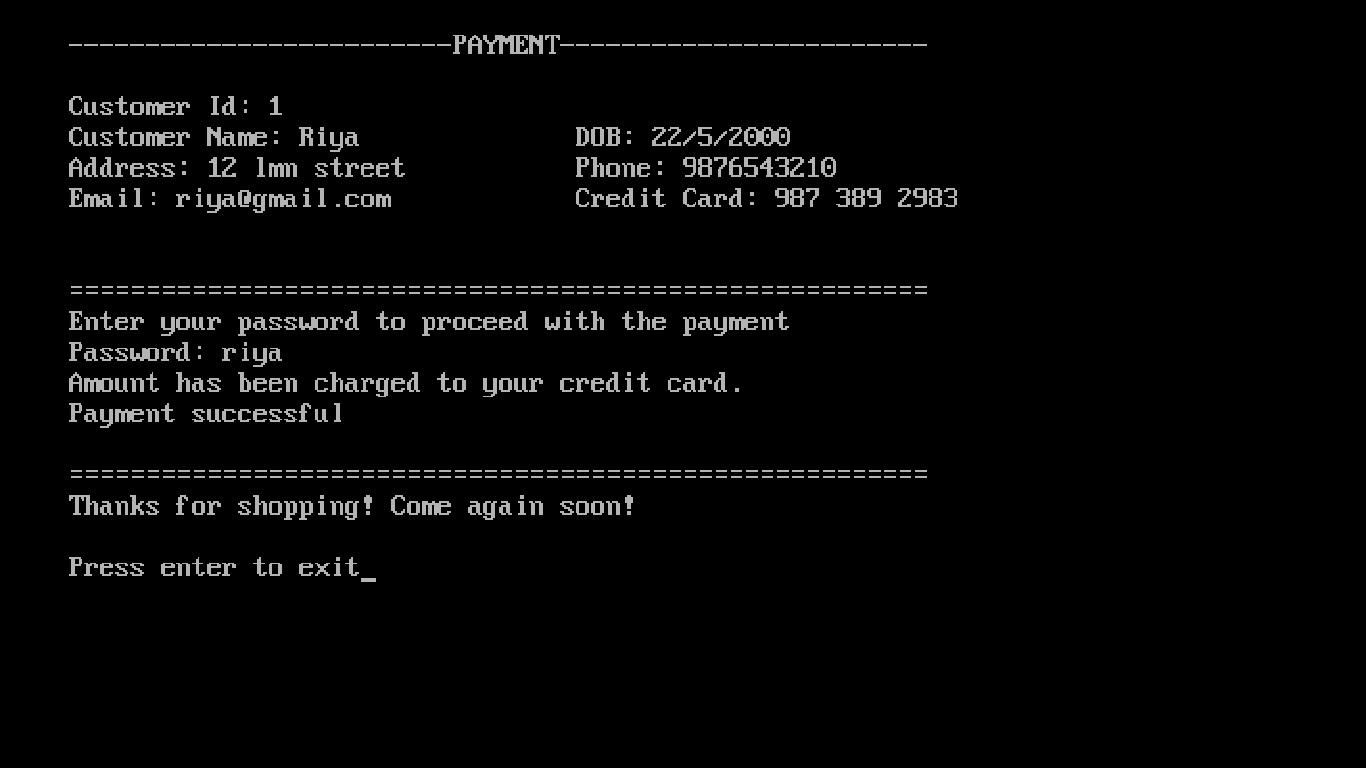 -------------------------PAYMENT------------------------
Customer Id: 1
Customer Name: Riya DOB: 22/5/2000
Address: 12 lmn street Phone: 9876543210
Email: riya@gmail.com Credit Card: 987 389 2983
========================================================
Enter your password to proceed with the payment
Password: riya
Amount has been charged to your credit card.
Payment successful
========================================================
Thanks for shopping! Come again soon!
Press enter to exit_